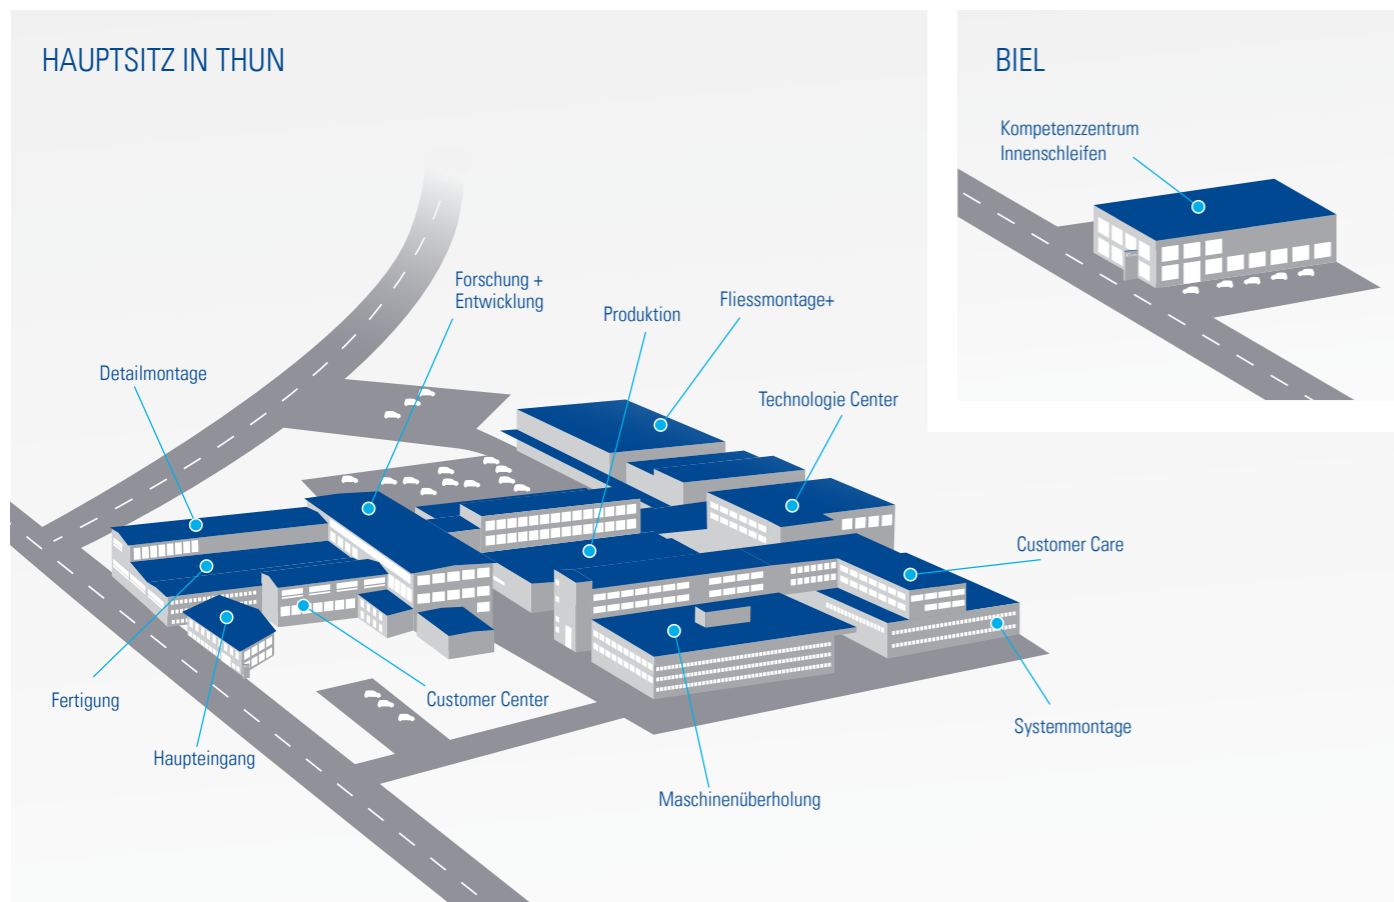 HAUPTSITZ IN THUN
BIEL
Kompetenzzentrum
Innenschleifen
Forschung +
Entwicklung
Produktion
Fliessmontage+
Detailmontage
Technologie Center
Customer Care
Fertigung
Customer Center
Systemmontage
Haupteingang
Maschinenüberholung